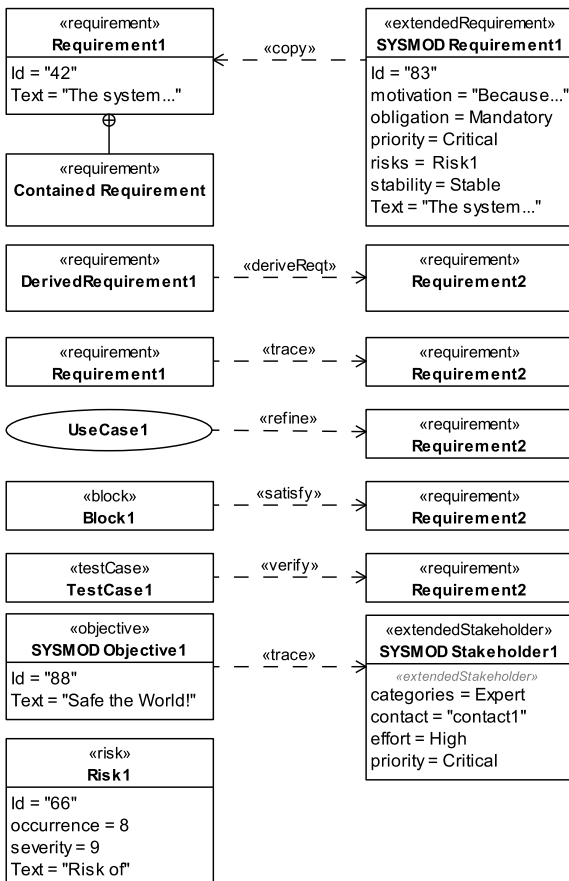 «requirement»
Requirement1
Id = "42"
Text = "The system..."
«copy»
«extendedRequirement»
SYSMOD Requirement1
Id = "83"
motivation = "Because..."
obligation = Mandatory
priority = Critical
risks = Risk1
stability = Stable
Text = "The system..."
«requirement»
Contained Requirement
«requirement»
DerivedRequirement1
«deriveReqt»
«requirement»
Requirement2
«requirement»
Requirement1
«trace»
«requirement»
Requirement2
UseCase1
«refine»
«requirement»
Requirement2
«block»
Block1
«satisfy»
«requirement»
Requirement2
«testCase»
TestCase1
«verify»
«requirement»
Requirement2
«objective»
SYSMOD Objective1
Id = "88"
Text = "Safe the World!"
«trace»
«extendedStakeholder»
SYSMOD Stakeholder1
«extendedStakeholder»
categories = Expert
contact = "contact1"
effort = High
priority = Critical
«risk»
Risk1
Id = "66"
occurrence = 8
severity = 9
Text = "Risk of"